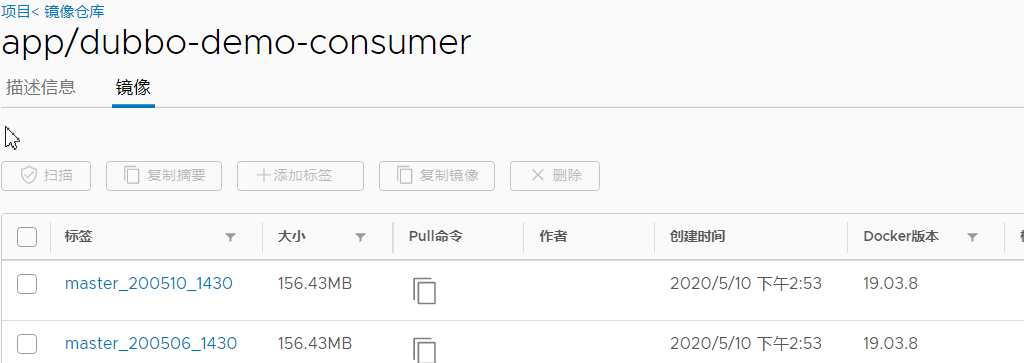 项目< 镜像仓库
app/dubbo-demo-consumer
描述信息 镜像
扫描 复制摘要 添加标签 复制镜像 删除
标签 大小 Pull命令 作者 创建时间 Docker版本
master_200510_1430 156.43MB 2020/5/10 下午2:53 19.03.8
master_200506_1430 156.43MB 2020/5/10 下午2:53 19.03.8